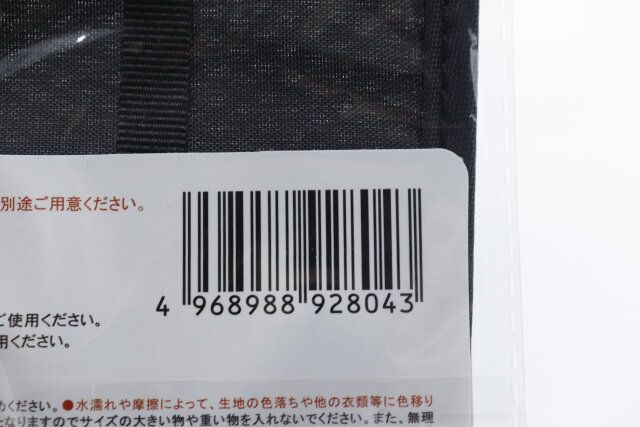 別途ご用意ください。
4 968988 928043
ご使用ください。
用ください。
めください。●水濡れや摩擦によって、生地の色落ちや他の衣類等に色移り
となりますのでサイズの大きい物や重い物を入れないでください。また、無理